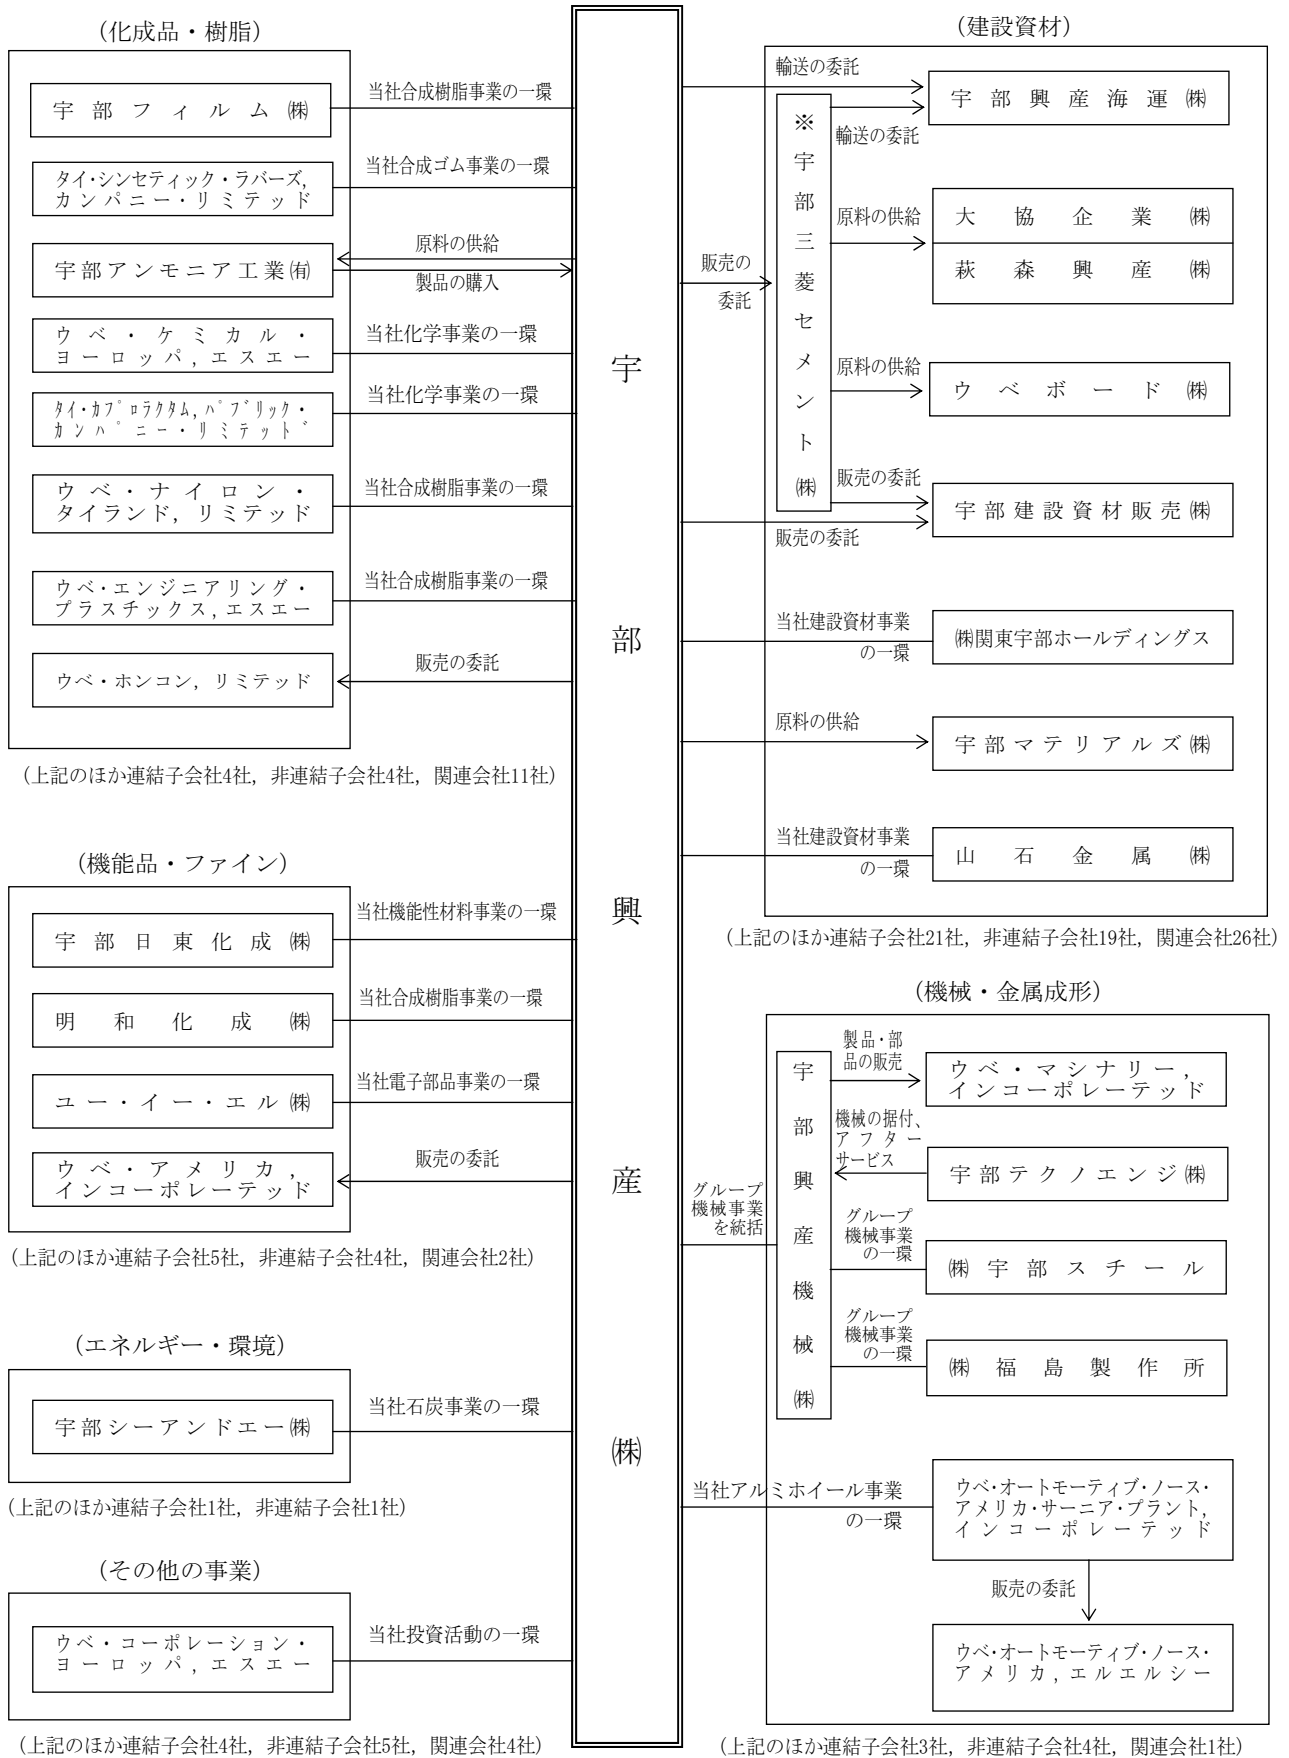 (化成品・樹脂)
宇部フィルム㈱
当社合成樹脂事業の一環
タイ・シンセティック・ラバーズ,
カンパニー・リミテッド
当社合成ゴム事業の一環
宇部アンモニア工業㈲
原料の供給
製品の購入
ウベ・ケミカル・
ヨーロッパ,エスエー
当社化学事業の一環
ﾀｲ・ｶﾌﾟﾛﾗｸﾀﾑ,ﾊﾟﾌﾞﾘｯｸ・
ｶﾝﾊﾟﾆｰ・ﾘﾐﾃｯﾄﾞ
当社化学事業の一環
ウベ・ナイロン・
タイランド,リミテッド
当社合成樹脂事業の一環
ウベ・エンジニアリング・
プラスチックス,エスエー
当社合成樹脂事業の一環
ウベ・ホンコン,リミテッド
販売の委託
(上記のほか連結子会社4社,非連結子会社4社,関連会社11社)
(機能品・ファイン)
宇部日東化成㈱
当社機能性材料事業の一環
明和化成㈱
当社合成樹脂事業の一環
ユー・イー・エル㈱
当社電子部品事業の一環
ウベ・アメリカ,
インコーポレーテッド
販売の委託
(上記のほか連結子会社5社,非連結子会社4社,関連会社2社)
(エネルギー・環境)
宇部シーアンドエー㈱
当社石炭事業の一環
(上記のほか連結子会社1社,非連結子会社1社)
(その他の事業)
ウベ・コーポレーション・
ヨーロッパ,エスエー
当社投資活動の一環
(上記のほか連結子会社4社,非連結子会社5社,関連会社4社)
宇部興産㈱
(建設資材)
輸送の委託
宇部興産海運㈱
輸送の委託
※宇部三菱セメント㈱
販売の
委託
原料の供給
大協企業㈱
萩森興産㈱
原料の供給
ウベボード㈱
販売の委託
宇部建設資材販売㈱
販売の委託
当社建設資材事業
の一環
㈱関東宇部ホールディングス
原料の供給
宇部マテリアルズ㈱
当社建設資材事業
の一環
山石金属㈱
(上記のほか連結子会社21社,非連結子会社19社,関連会社26社)
(機械・金属成形)
グループ
機械事業
を統括
宇部興産機械㈱
製品・部
品の販売
ウベ・マシナリー,
インコーポレーテッド
機械の据付、
アフター
サービス
宇部テクノエンジ㈱
グループ
機械事業
の一環
㈱宇部スチール
グループ
機械事業
の一環
㈱福島製作所
当社アルミホイール事業
の一環
ウベ・オートモーティブ・ノース・
アメリカ・サーニア・プラント,
インコーポレーテッド
販売の委託
ウベ・オートモーティブ・ノース・
アメリカ,エルエルシー
(上記のほか連結子会社3社,非連結子会社4社,関連会社1社)